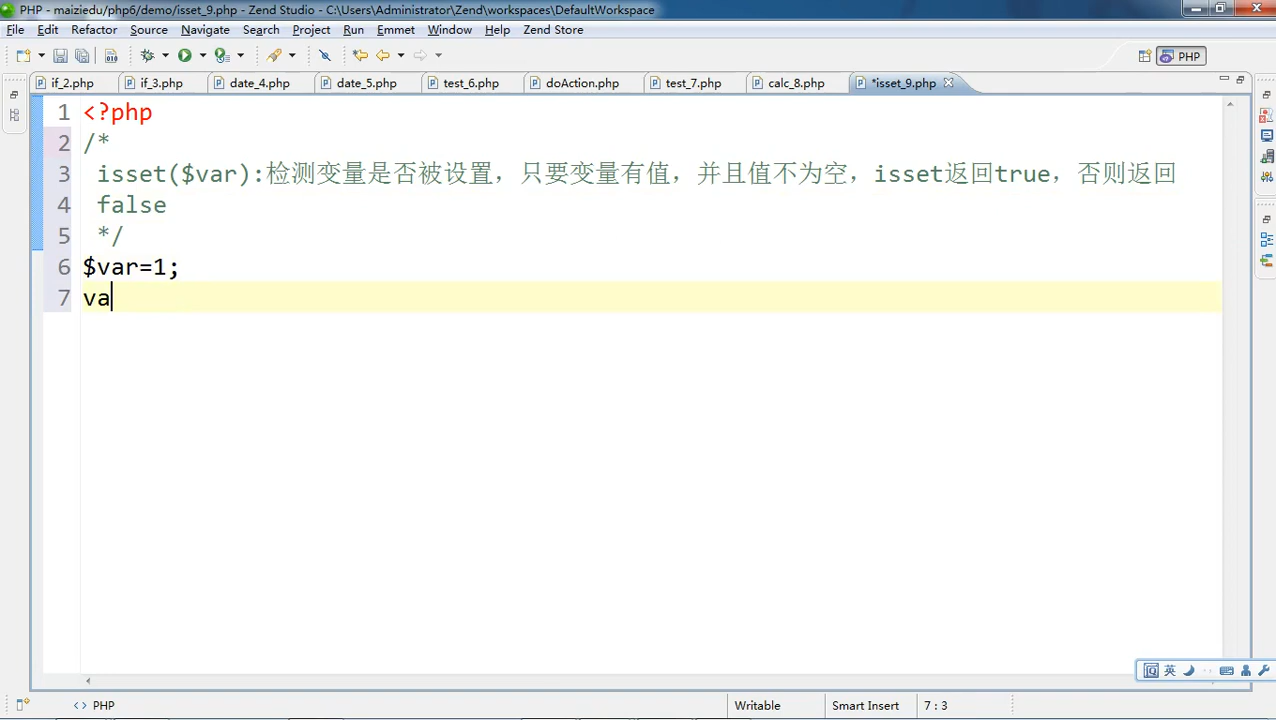 PHP - maiziedu/php6/demo/isset_9.php - Zend Studio - C:\Users\Administrator\Zend\workspaces\DefaultWorkspace
File Edit Refactor Source Navigate Search Project Run Emmet Window Help Zend Store
PHP
if_2.php if_3.php date_4.php date_5.php test_6.php doAction.php test_7.php calc_8.php *isset_9.php
1 <?php
2 /*
3 isset($var):检测变量是否被设置，只要变量有值，并且值不为空，isset返回true，否则返回
4 false
5 */
6 $var=1;
7 va
英
<> PHP Writable Smart Insert 7 : 3